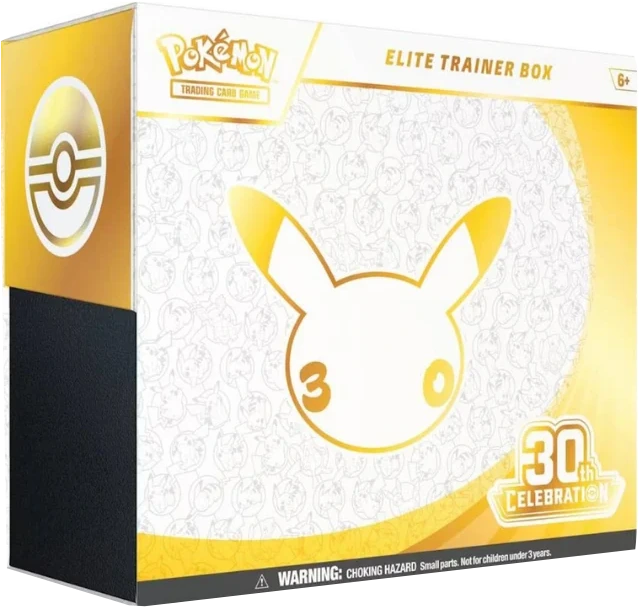 Pokémon
TRADING CARD GAME
ELITE TRAINER BOX
6+
3 0
30th
CELEBRATION
WARNING: CHOKING HAZARD Small parts. Not for children under 3 years.